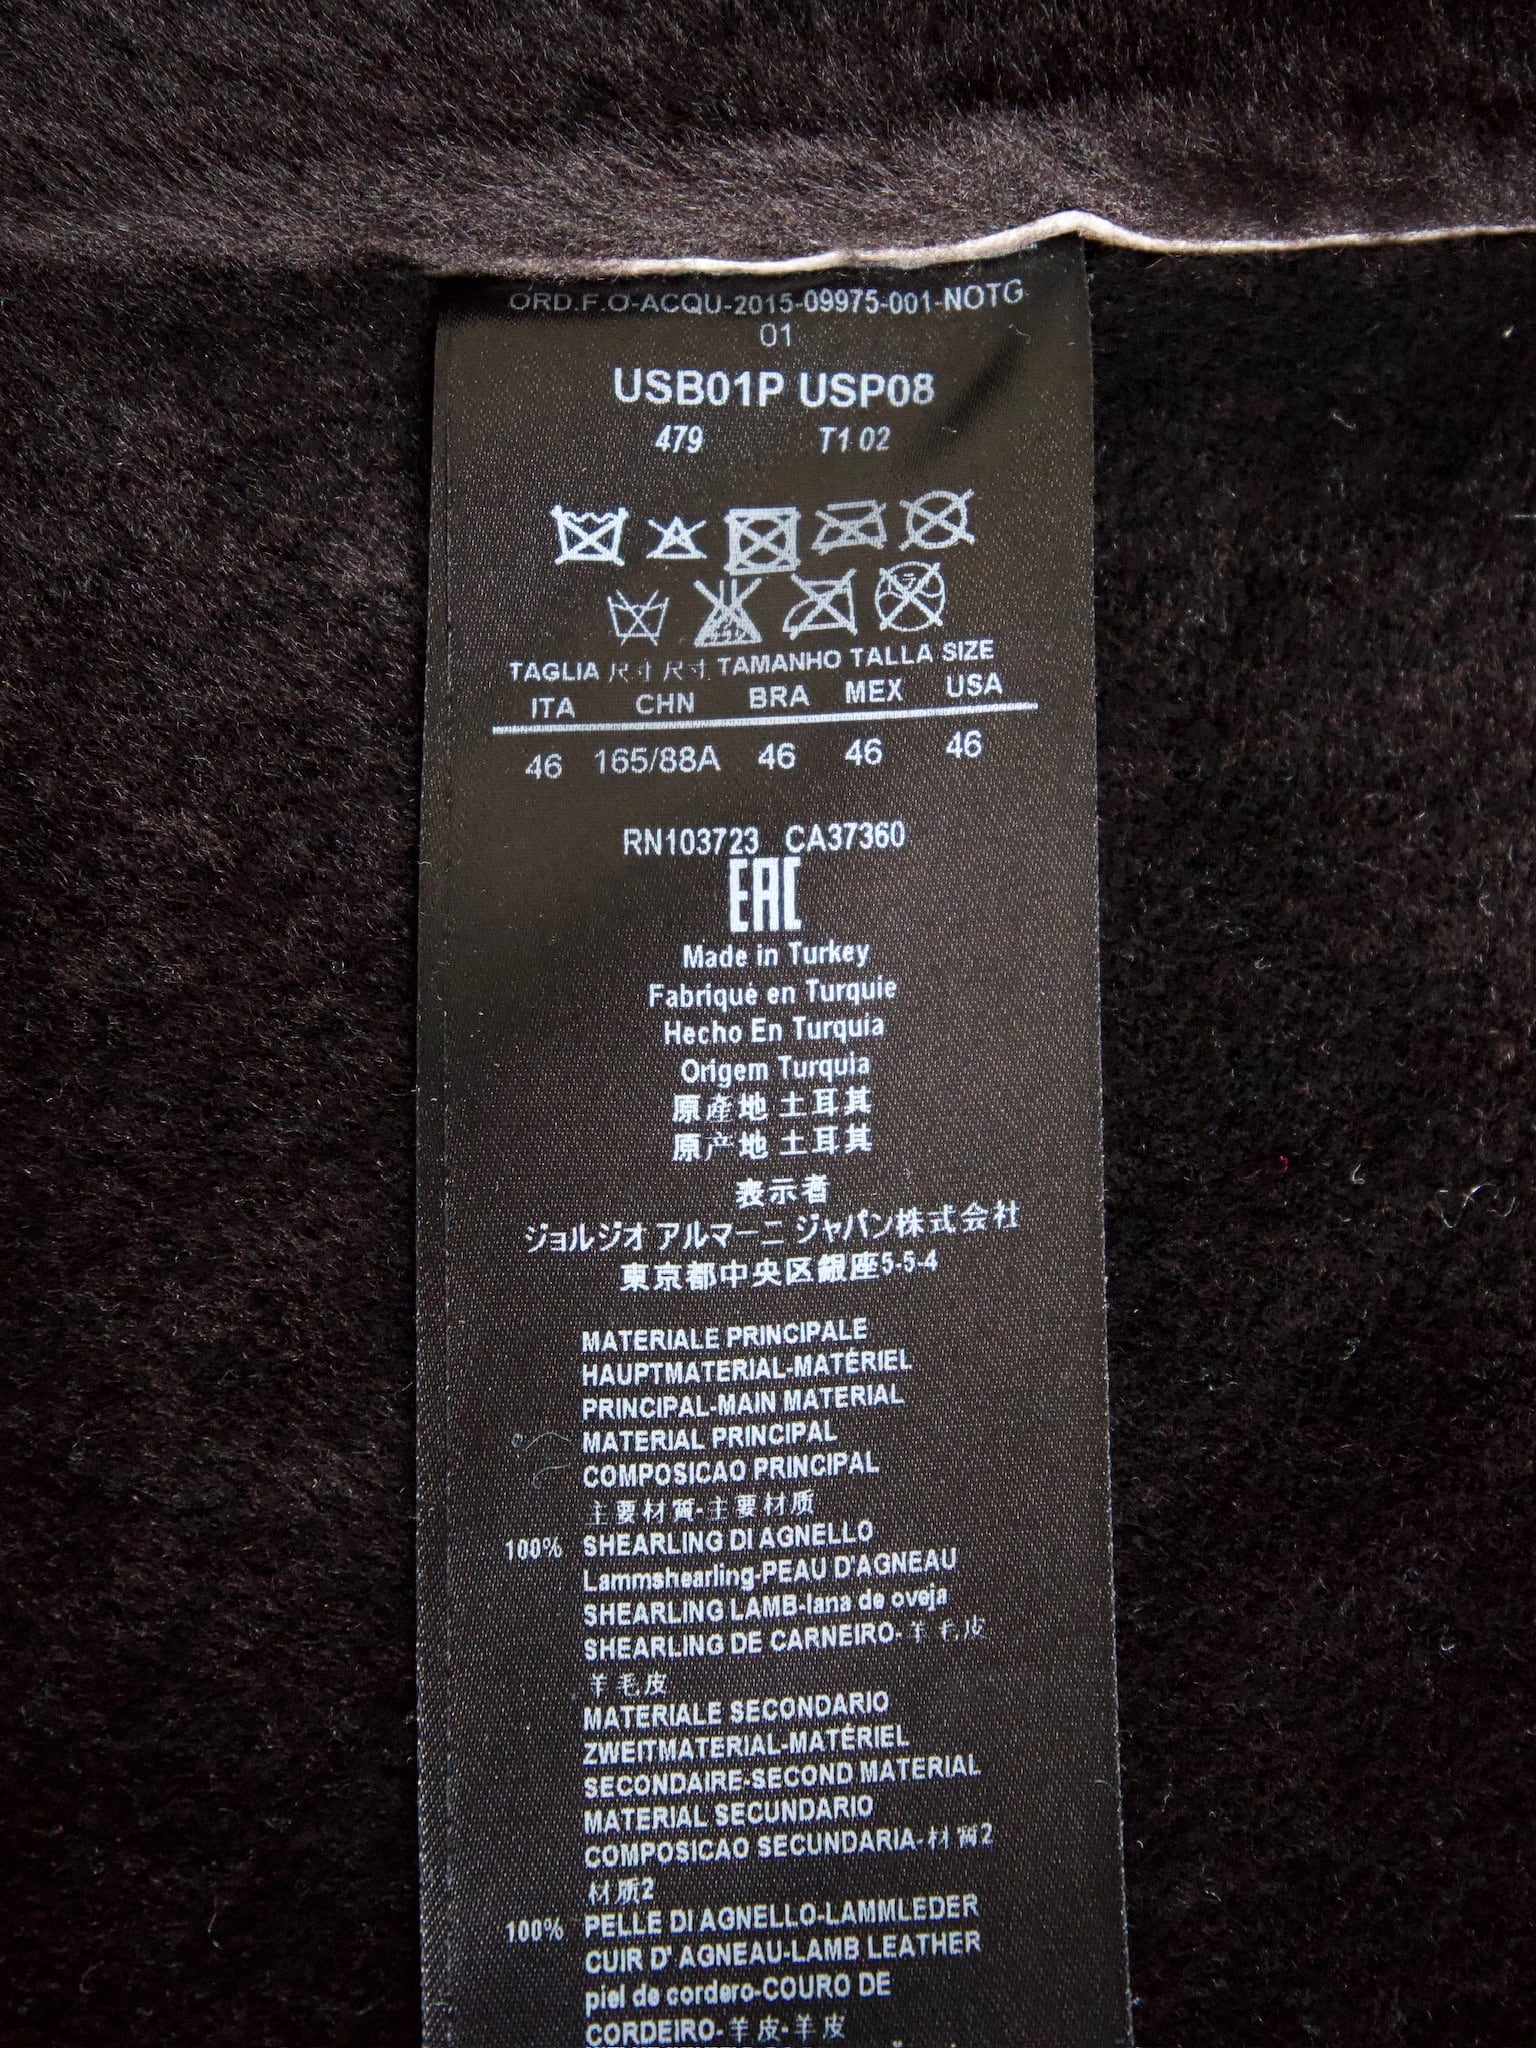 ORD.F.O-ACQU-2015-09975-001-NOTG
01
USB01P USP08
479 T1 02
TAGLIA 尺寸 尺寸 TAMANHO TALLA SIZE
ITA CHN BRA MEX USA
46 165/88A 46 46 46
RN103723 CA37360
EAC
Made in Turkey
Fabriqué en Turquie
Hecho En Turquia
Origem Turquia
原產地 土耳其
原产地 土耳其
表示者
ジョルジオ アルマーニ ジャパン株式会社
東京都中央区銀座5-5-4
MATERIALE PRINCIPALE
HAUPTMATERIAL-MATÉRIEL
PRINCIPAL-MAIN MATERIAL
MATERIAL PRINCIPAL
COMPOSICAO PRINCIPAL
主要材質-主要材质
100% SHEARLING DI AGNELLO
Lammshearling-PEAU D'AGNEAU
SHEARLING LAMB-lana de oveja
SHEARLING DE CARNEIRO-羊毛皮
羊毛皮
MATERIALE SECONDARIO
ZWEITMATERIAL-MATÉRIEL
SECONDAIRE-SECOND MATERIAL
MATERIAL SECUNDARIO
COMPOSICAO SECUNDARIA-材質2
材质2
100% PELLE DI AGNELLO-LAMMLEDER
CUIR D' AGNEAU-LAMB LEATHER
piel de cordero-COURO DE
CORDEIRO-羊皮-羊皮